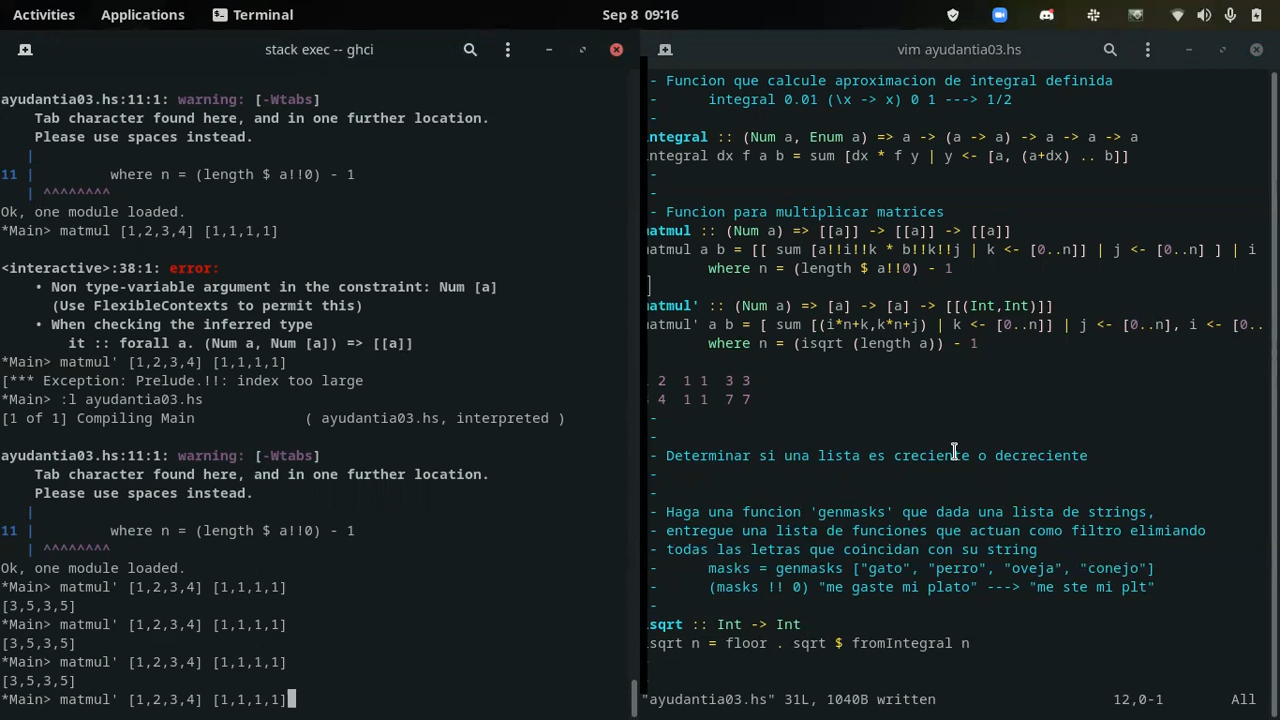 Activities Applications Terminal Sep 8 09:16
stack exec -- ghci
ayudantia03.hs:11:1: warning: [-Wtabs]
    Tab character found here, and in one further location.
    Please use spaces instead.
   |
11 |         where n = (length $ a!!0) - 1
   | ^^^^^^^^
Ok, one module loaded.
*Main> matmul [1,2,3,4] [1,1,1,1]
<interactive>:38:1: error:
    • Non type-variable argument in the constraint: Num [a]
      (Use FlexibleContexts to permit this)
    • When checking the inferred type
        it :: forall a. (Num a, Num [a]) => [[a]]
*Main> matmul' [1,2,3,4] [1,1,1,1]
[*** Exception: Prelude.!!: index too large
*Main> :l ayudantia03.hs
[1 of 1] Compiling Main             ( ayudantia03.hs, interpreted )
ayudantia03.hs:11:1: warning: [-Wtabs]
    Tab character found here, and in one further location.
    Please use spaces instead.
   |
11 |         where n = (length $ a!!0) - 1
   | ^^^^^^^^
Ok, one module loaded.
*Main> matmul' [1,2,3,4] [1,1,1,1]
[3,5,3,5]
*Main> matmul' [1,2,3,4] [1,1,1,1]
[3,5,3,5]
*Main> matmul' [1,2,3,4] [1,1,1,1]
[3,5,3,5]
*Main> matmul' [1,2,3,4] [1,1,1,1]
vim ayudantia03.hs
- Funcion que calcule aproximacion de integral definida
-      integral 0.01 (\x -> x) 0 1 ---> 1/2
-
integral :: (Num a, Enum a) => a -> (a -> a) -> a -> a -> a
integral dx f a b = sum [dx * f y | y <- [a, (a+dx) .. b]]
-
-
- Funcion para multiplicar matrices
matmul :: (Num a) => [[a]] -> [[a]] -> [[a]]
matmul a b = [[ sum [a!!i!!k * b!!k!!j | k <- [0..n]] | j <- [0..n] ] | i
       where n = (length $ a!!0) - 1
matmul' :: (Num a) => [a] -> [a] -> [[(Int,Int)]]
matmul' a b = [ sum [(i*n+k,k*n+j) | k <- [0..n]] | j <- [0..n], i <- [0..
       where n = (isqrt (length a)) - 1
2  1 1  3 3
4  1 1  7 7
-
-
- Determinar si una lista es creciente o decreciente
-
-
- Haga una funcion 'genmasks' que dada una lista de strings,
- entregue una lista de funciones que actuan como filtro elimiando
- todas las letras que coincidan con su string
-      masks = genmasks ["gato", "perro", "oveja", "conejo"]
-      (masks !! 0) "me gaste mi plato" ---> "me ste mi plt"
-
isqrt :: Int -> Int
isqrt n = floor . sqrt $ fromIntegral n
-
"ayudantia03.hs" 31L, 1040B written 12,0-1 All